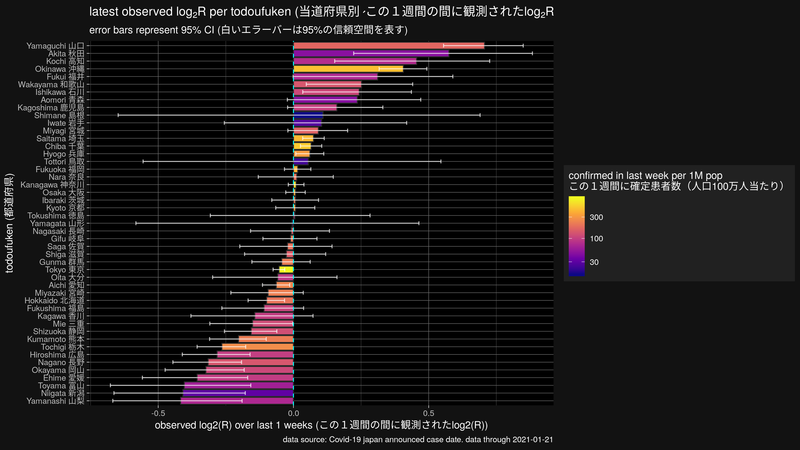 latest observed log₂R per todoufuken (当道府県別 この１週間の間に観測されたlog₂R
error bars represent 95% CI (白いエラーバーは95%の信頼空間を表す)
todoufuken (都道府県)
Yamaguchi 山口
Akita 秋田
Kochi 高知
Okinawa 沖縄
Fukui 福井
Wakayama 和歌山
Ishikawa 石川
Aomori 青森
Kagoshima 鹿児島
Shimane 島根
Iwate 岩手
Miyagi 宮城
Saitama 埼玉
Chiba 千葉
Hyogo 兵庫
Tottori 鳥取
Fukuoka 福岡
Nara 奈良
Kanagawa 神奈川
Osaka 大阪
Ibaraki 茨城
Kyoto 京都
Tokushima 徳島
Yamagata 山形
Nagasaki 長崎
Gifu 岐阜
Saga 佐賀
Shiga 滋賀
Gunma 群馬
Tokyo 東京
Oita 大分
Aichi 愛知
Miyazaki 宮崎
Hokkaido 北海道
Fukushima 福島
Kagawa 香川
Mie 三重
Shizuoka 静岡
Kumamoto 熊本
Tochigi 栃木
Hiroshima 広島
Nagano 長野
Okayama 岡山
Ehime 愛媛
Toyama 富山
Niigata 新潟
Yamanashi 山梨
-0.5 0.0 0.5
observed log2(R) over last 1 weeks (この１週間の間に観測されたlog2(R))
data source: Covid-19 japan announced case date. data through 2021-01-21
confirmed in last week per 1M pop
この１週間に確定患者数（人口100万人当たり）
300
100
30